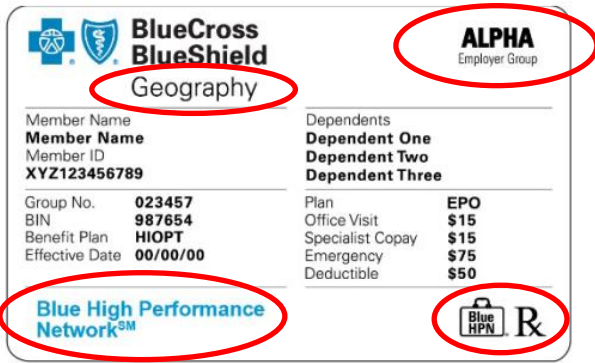 BlueCross
BlueShield
Geography
ALPHA
Employer Group
Member Name
Member Name
Member ID
XYZ123456789
Dependents
Dependent One
Dependent Two
Dependent Three
Group No. 023457
BIN 987654
Benefit Plan HIOPT
Effective Date 00/00/00
Plan EPO
Office Visit $15
Specialist Copay $15
Emergency $75
Deductible $50
Blue High Performance
Network℠
Blue
HPN
Rx